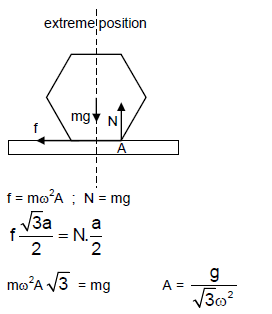 extreme position
mg
N
f
A
f = mω²A ; N = mg
f √3a/2 = N. a/2
mω²A √3 = mg A = g/√3ω²